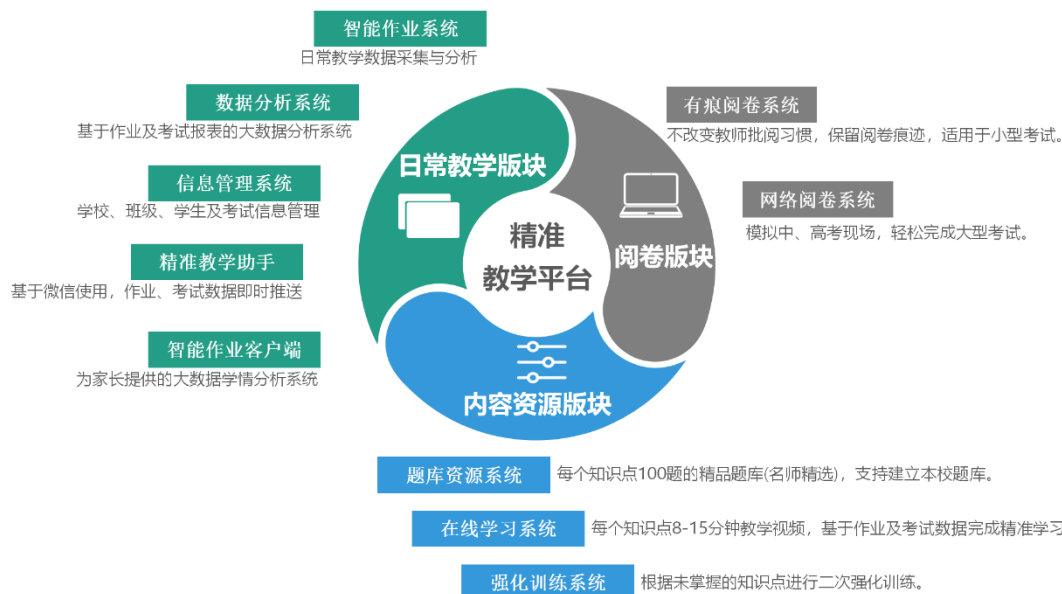 智能作业系统
日常教学数据采集与分析
数据分析系统
基于作业及考试报表的大数据分析系统
信息管理系统
学校、班级、学生及考试信息管理
精准教学助手
基于微信使用，作业、考试数据即时推送
智能作业客户端
为家长提供的大数据学情分析系统
日常教学版块
精准
教学平台
阅卷版块
内容资源版块
有痕阅卷系统
不改变教师批阅习惯，保留阅卷痕迹，适用于小型考试。
网络阅卷系统
模拟中、高考现场，轻松完成大型考试。
题库资源系统
每个知识点100题的精品题库(名师精选)，支持建立本校题库。
在线学习系统
每个知识点8-15分钟教学视频，基于作业及考试数据完成精准学习
强化训练系统
根据未掌握的知识点进行二次强化训练。